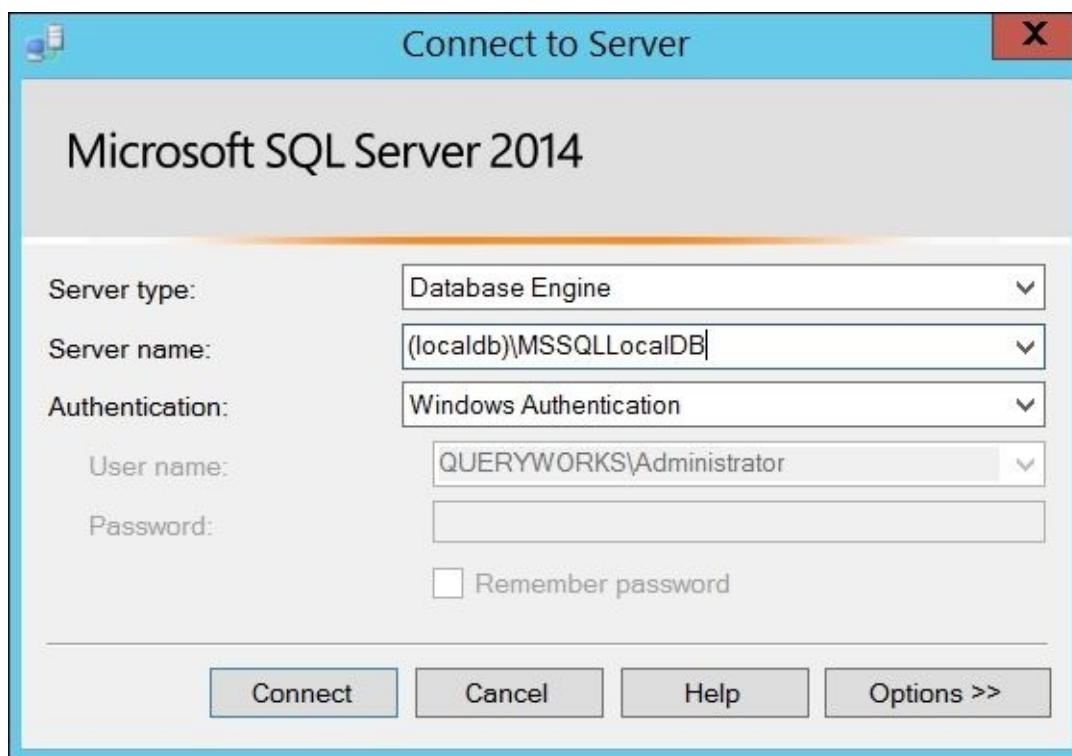 Connect to Server
X
Microsoft SQL Server 2014
Server type: Database Engine
Server name: (localdb)\MSSQLLocalDB
Authentication: Windows Authentication
User name: QUERYWORKS\Administrator
Password:
Remember password
Connect Cancel Help Options >>